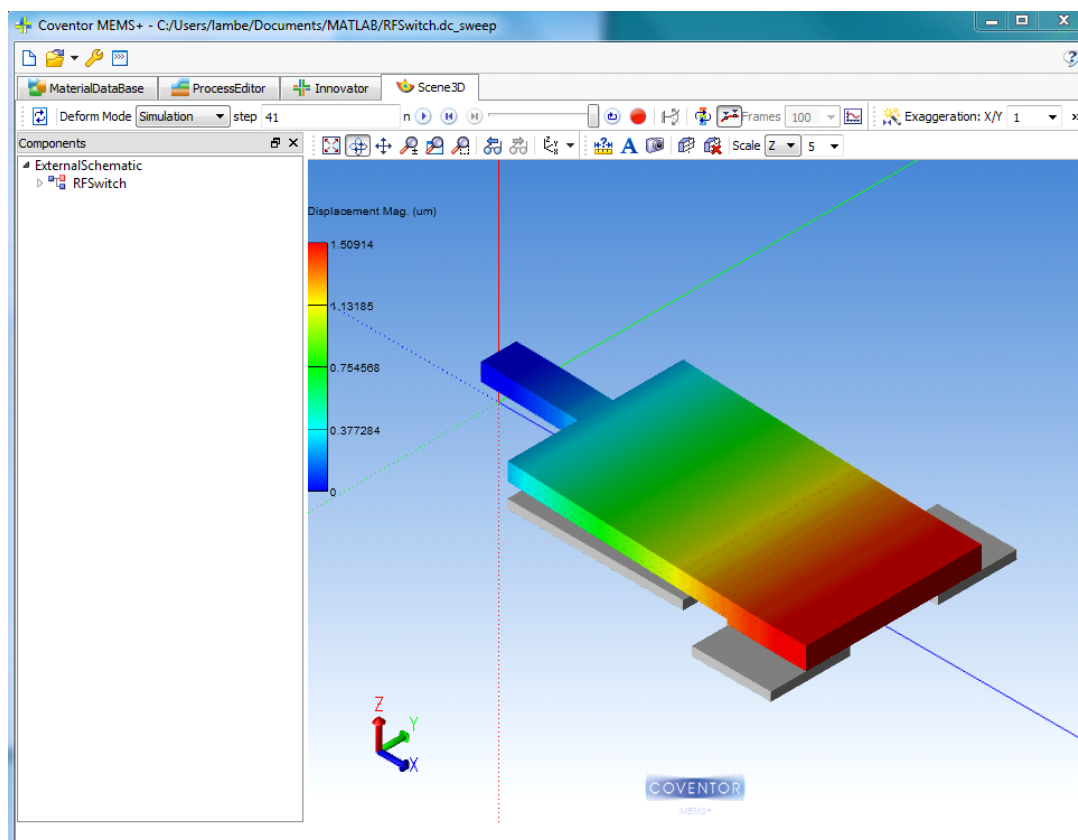 Coventor MEMS+ - C:/Users/lambe/Documents/MATLAB/RFSwitch.dc_sweep
MaterialDataBase ProcessEditor Innovator Scene3D
Deform Mode Simulation step 41 n Frames 100 Exaggeration: X/Y 1 »
Components Scale Z 5
ExternalSchematic
RFSwitch
Displacement Mag. (um)
1.50914
1.13185
0.754568
0.377284
0
Z
Y
X
COVENTOR
MEMS+